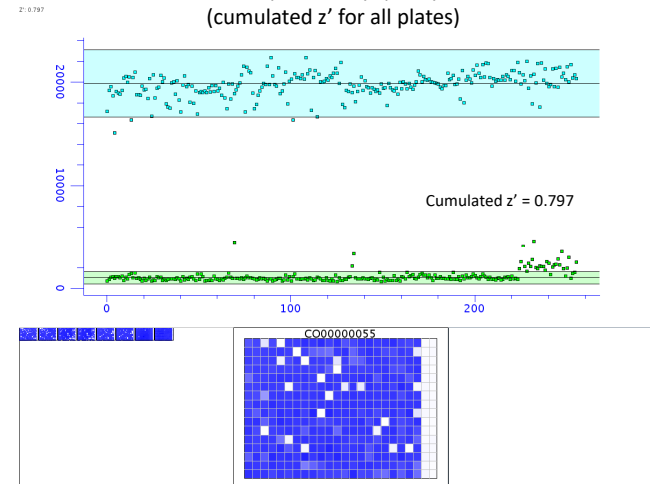 Z': 0.797
(cumulated z’ for all plates)
20000
10000
0
Cumulated z’ = 0.797
0
100
200
CO00000055